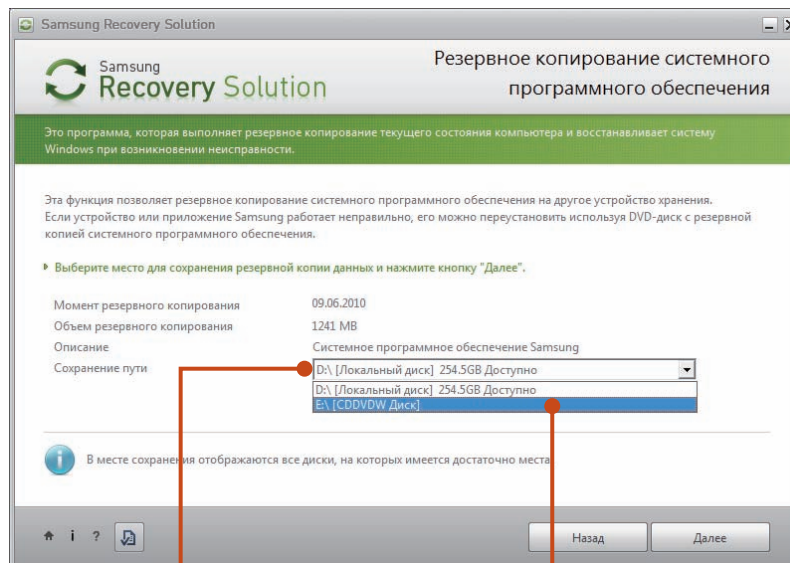 Samsung Recovery Solution
Samsung
Recovery Solution
Резервное копирование системного
программного обеспечения
Это программа, которая выполняет резервное копирование текущего состояния компьютера и восстанавливает систему
Windows при возникновении неисправности.
Эта функция позволяет резервное копирование системного программного обеспечения на другое устройство хранения.
Если устройство или приложение Samsung работает неправильно, его можно переустановить используя DVD-диск с резервной
копией системного программного обеспечения.
Выберите место для сохранения резервной копии данных и нажмите кнопку "Далее".
Момент резервного копирования 09.06.2010
Объем резервного копирования 1241 MB
Описание Системное программное обеспечение Samsung
Сохранение пути D:\ [Локальный диск] 254.5GB Доступно
D:\ [Локальный диск] 254.5GB Доступно
E:\ [CDDVDW Диск]
В месте сохранения отображаются все диски, на которых имеется достаточно места
i ?
Назад Далее